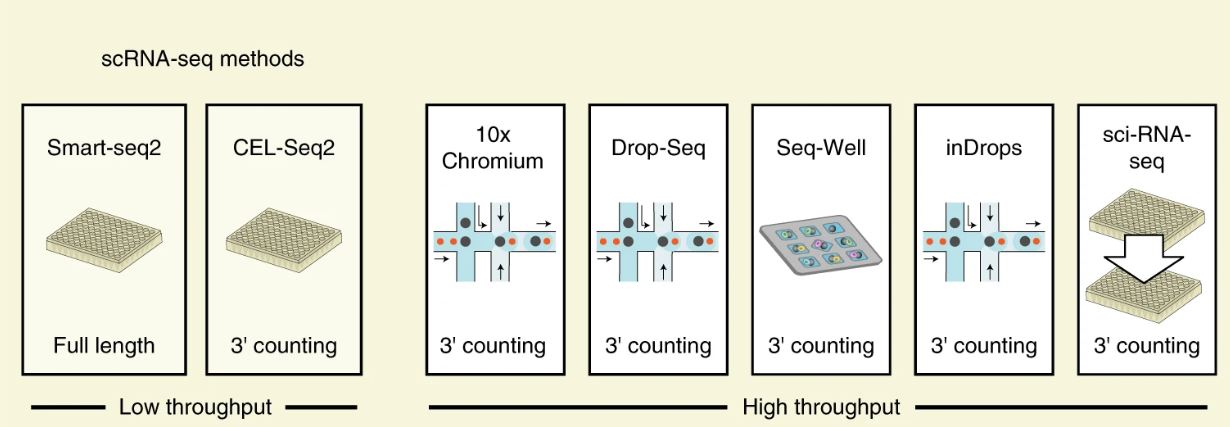 scRNA-seq methods
Smart-seq2
Full length
CEL-Seq2
3' counting
10x
Chromium
3' counting
Drop-Seq
3' counting
Seq-Well
3' counting
inDrops
3' counting
sci-RNA-
seq
3' counting
Low throughput
High throughput